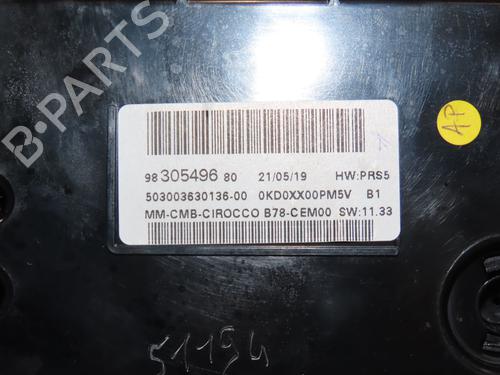 B-PARTS
98 305496 80 21/05/19 HW:PRS5
503003630136-00 0KD0XX00PM5V B1
MM-CMB-CIROCCO B78-CEM00 SW:11.33
AP
51194